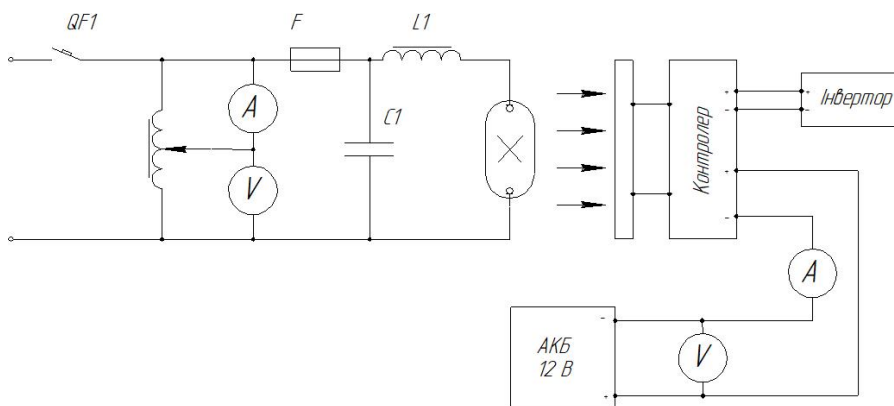 QF1
F
L1
A
C1
V
Контролер
+
−
+
−
+
−
Інвертор
A
АКБ
12 В
−
+
V